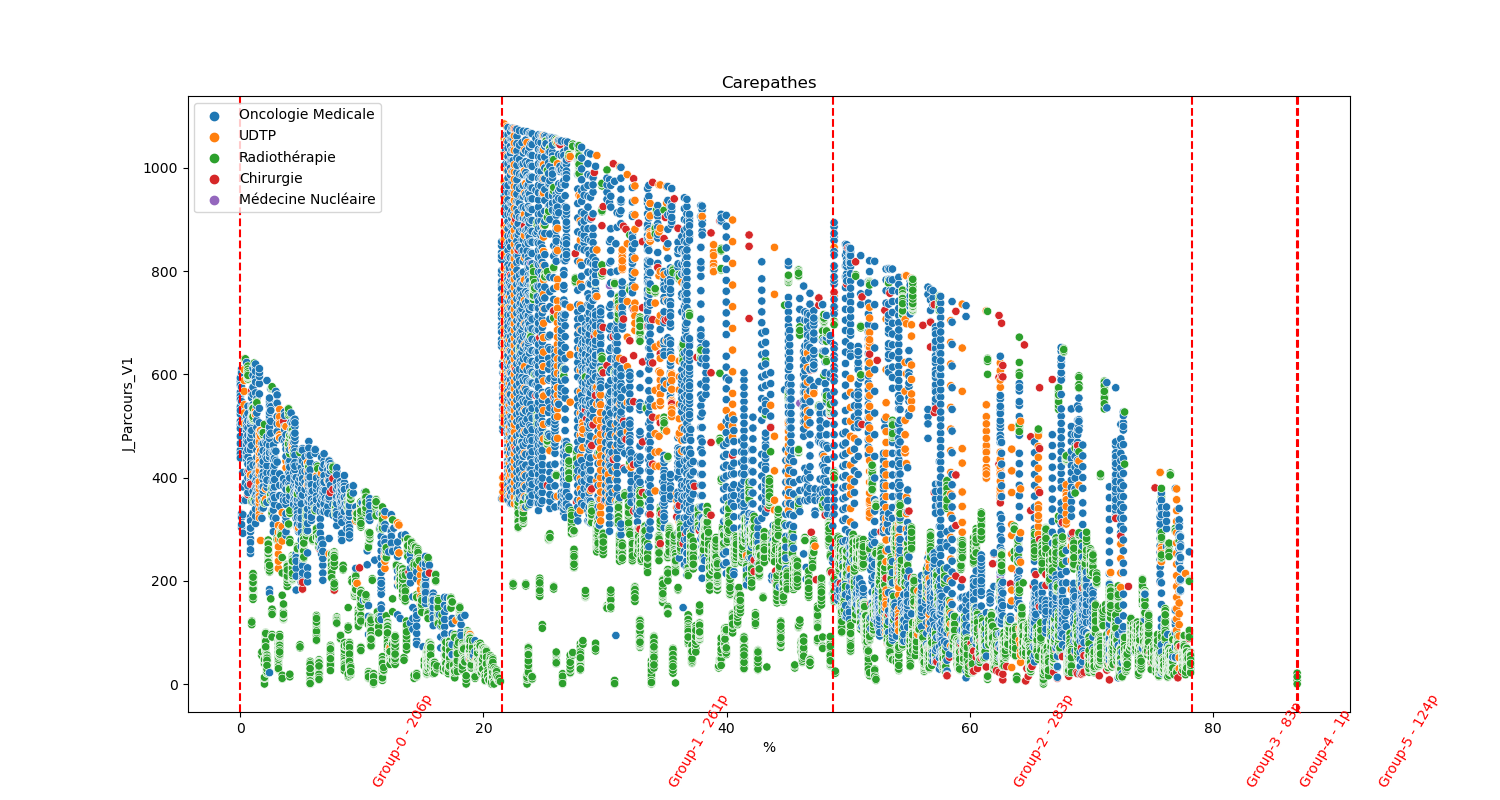 Carepathes
Oncologie Medicale
UDTP
Radiothérapie
Chirurgie
Médecine Nucléaire
J_Parcours_V1
1000
800
600
400
200
0
0
20
40
60
80
%
Group-0 - 206p
Group-1 - 261p
Group-2 - 283p
Group-3 - 83p
Group-4 - 1p
Group-5 - 124p